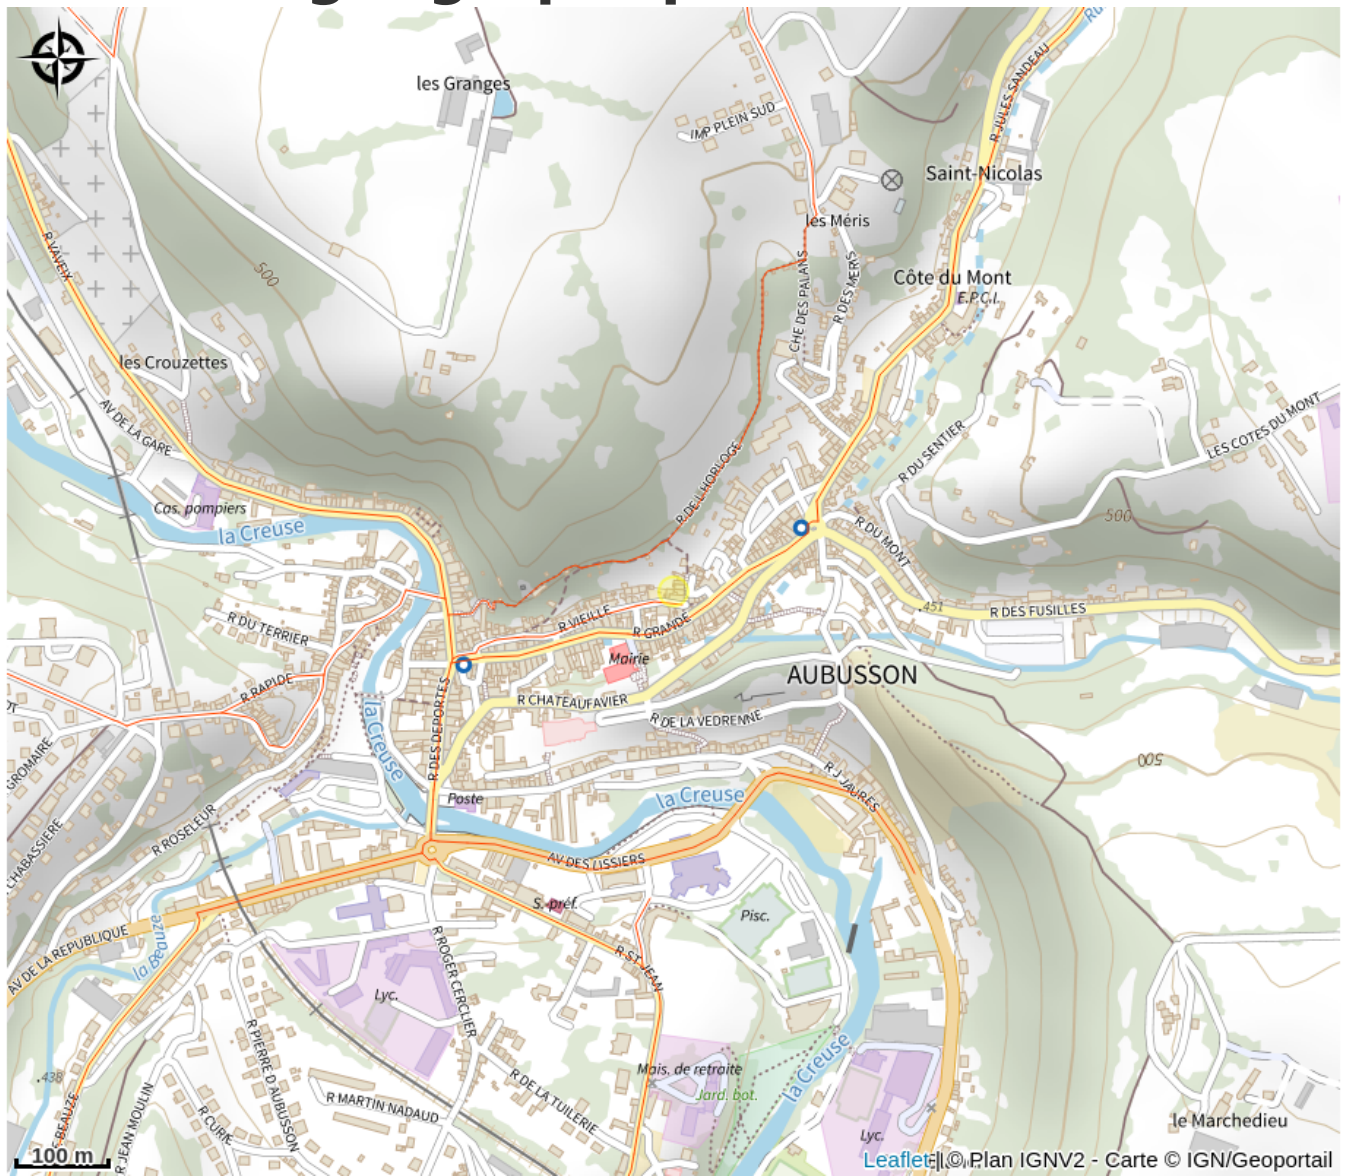 les Granges
IMP PLEIN SUD
R JULES SANDEAU
Saint-Nicolas
les Méris
R VAVEIX
500
CHE DES PALANS
R DES MERIS
Côte du Mont
E.P.C.I.
les Crouzettes
AV DE LA GARE
LES COTES DU MONT
R DU SENTIER
R DE L HORLOGE
Cas. pompiers
la Creuse
R DU MONT
500
R VIEILLE
R GRANDE
.451
R DES FUSILLES
R DU TERRIER
Mairie
AUBUSSON
R RAPIDE
R CHATEAUFAVIER
R DE LA VEDRENNE
R DES DEPORTES
la Creuse
GROMAIRE
500
R J JAURES
la Creuse
Poste
R ROSELEUR
CHABASSIERE
AV DES LISSIERS
S.-préf.
Pisc.
AV DE LA REPUBLIQUE
la Beauze
R ST JEAN
R ROGER CERCLIER
Lyc.
R PIERRE D AUBUSSON
Mais. de retraite
Jard. bot.
la Creuse
.438
R DE LA TUILERIE
R MARTIN NADAUD
R CURIE
R JEAN MOULIN
E BEAUZE
le Marchedieu
Lyc.
100 m
Leaflet | © Plan IGNV2 - Carte © IGN/Geoportail